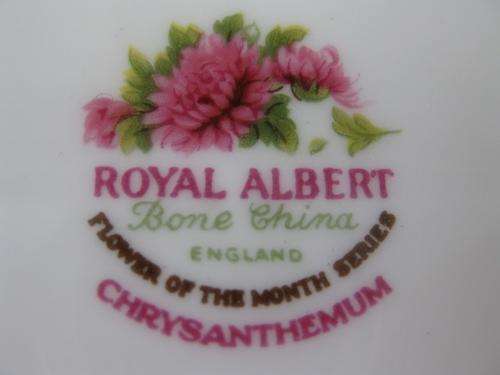 ROYAL ALBERT
Bone China
ENGLAND
FLOWER OF THE MONTH SERIES
CHRYSANTHEMUM